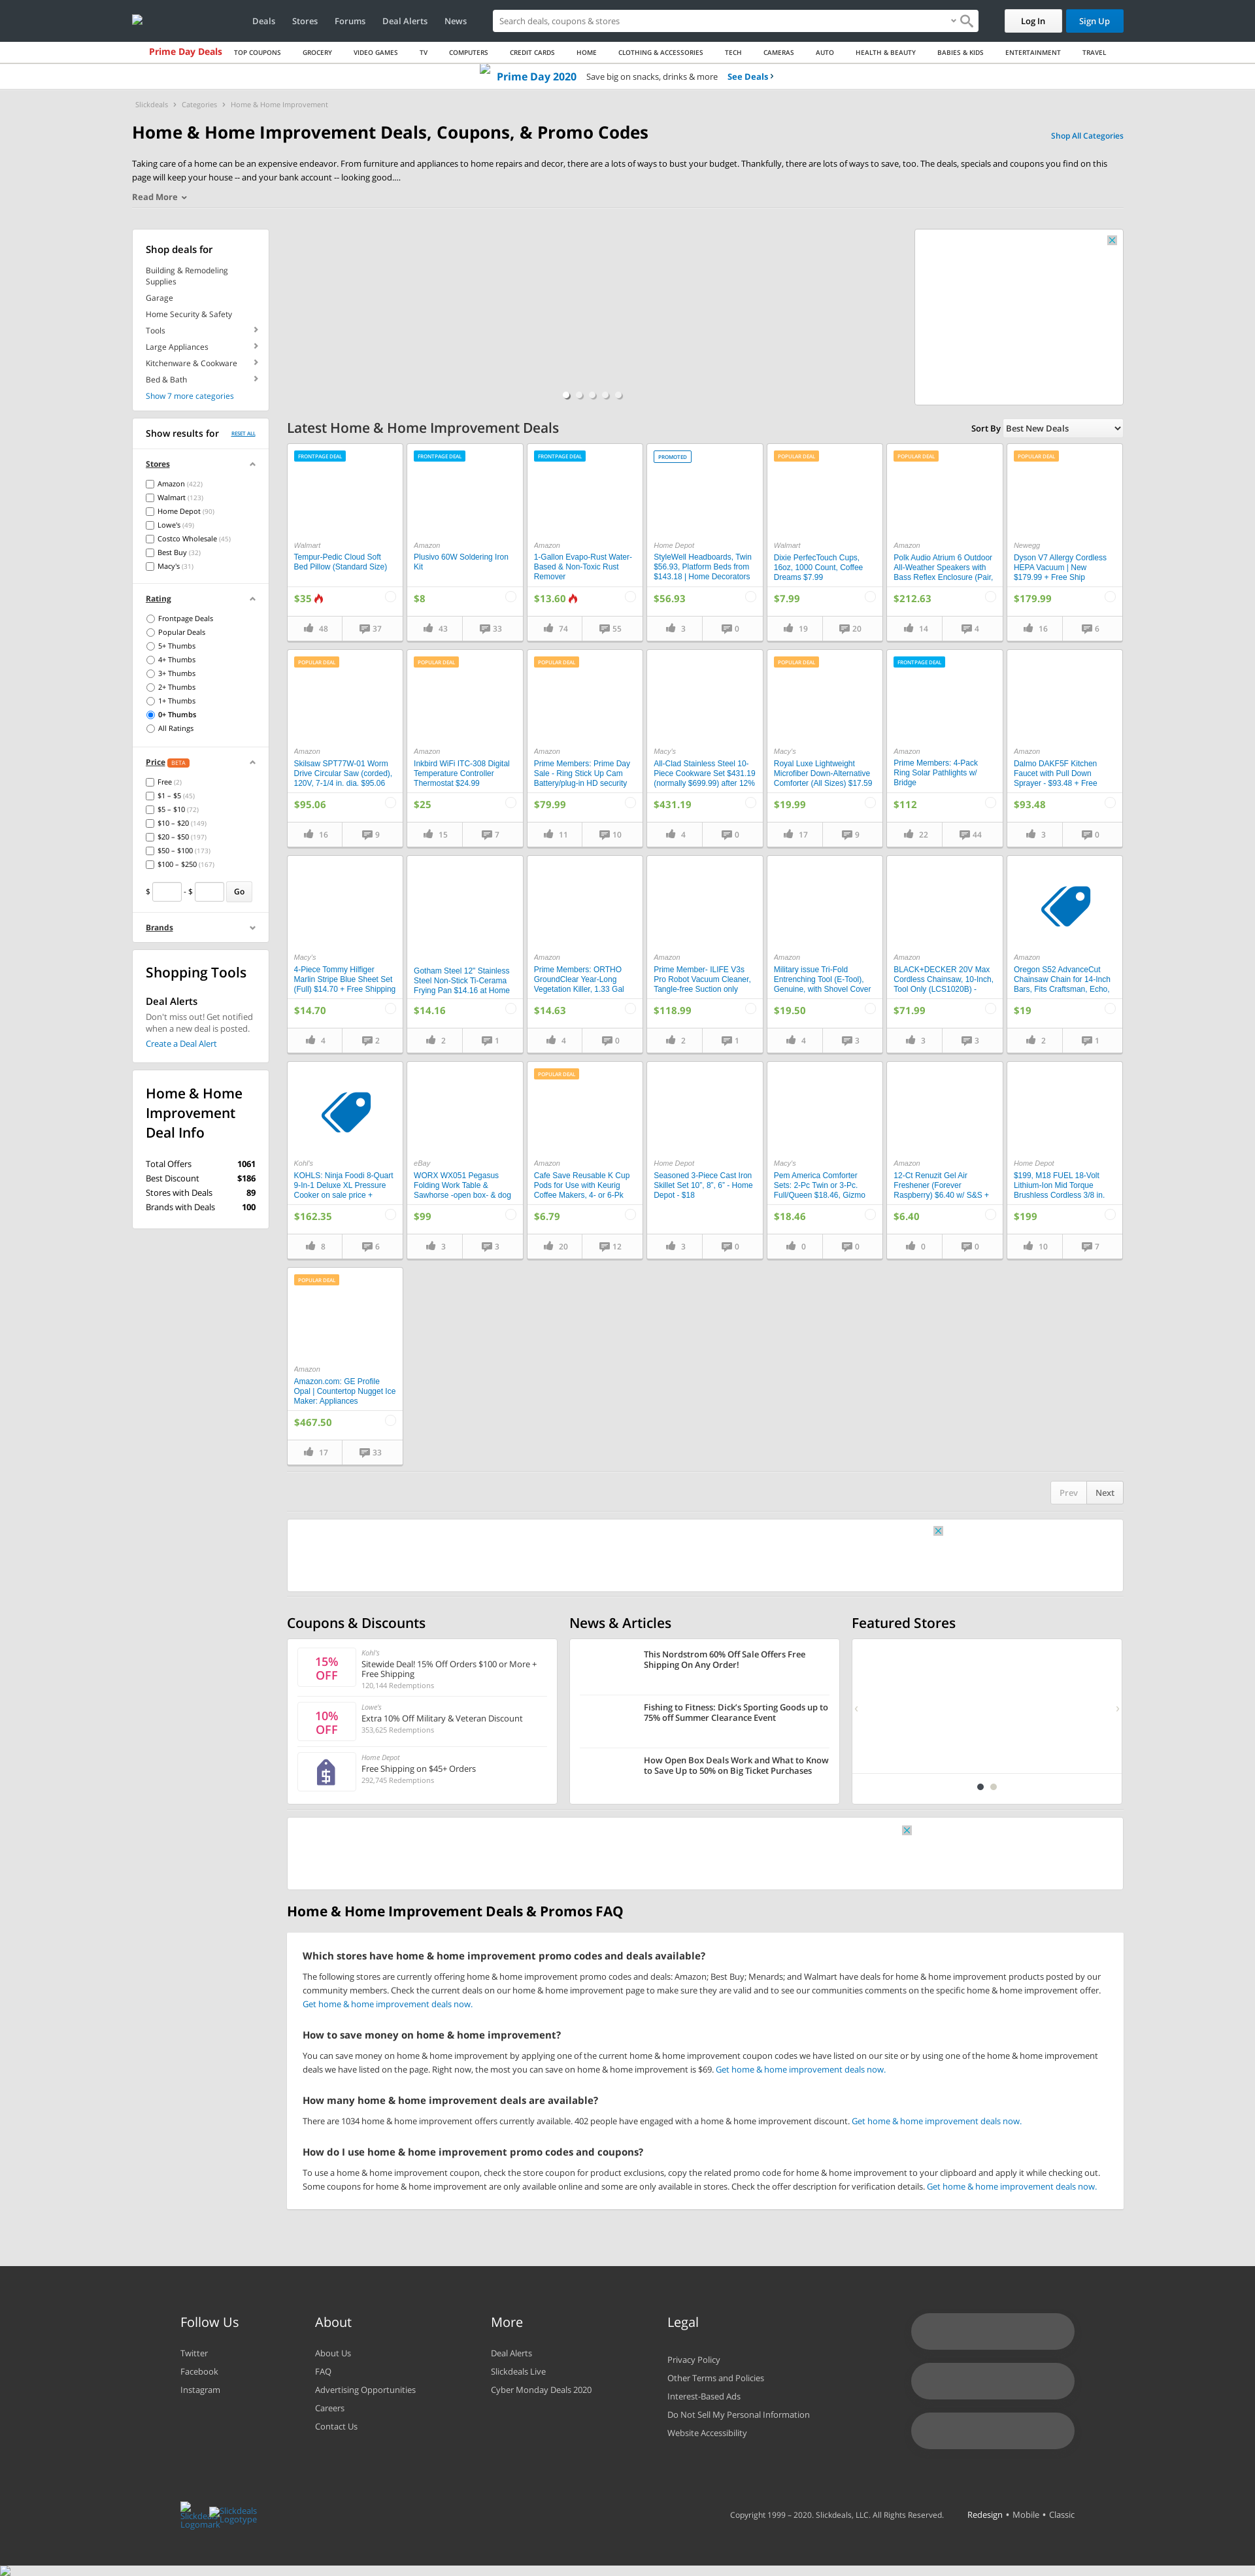 Deals Stores Forums Deal Alerts News
Search deals, coupons & stores
Log In
Sign Up
Prime Day Deals TOP COUPONS GROCERY VIDEO GAMES TV COMPUTERS CREDIT CARDS HOME CLOTHING & ACCESSORIES TECH CAMERAS AUTO HEALTH & BEAUTY BABIES & KIDS ENTERTAINMENT TRAVEL
Prime Day 2020 Save big on snacks, drinks & more See Deals
Slickdeals › Categories › Home & Home Improvement
Home & Home Improvement Deals, Coupons, & Promo Codes
Shop All Categories
Taking care of a home can be an expensive endeavor. From furniture and appliances to home repairs and decor, there are a lot of ways to bust your budget. Thankfully, there are lots of ways to save, too. The deals, specials and coupons you find on this
page will keep your house -- and your bank account -- looking good....
Read More
Shop deals for
Building & Remodeling
Supplies
Garage
Home Security & Safety
Tools
Large Appliances
Kitchenware & Cookware
Bed & Bath
Show 7 more categories
Show results for RESET ALL
Stores
Amazon (422)
Walmart (123)
Home Depot (90)
Lowe's (49)
Costco Wholesale (45)
Best Buy (32)
Macy's (31)
Rating
Frontpage Deals
Popular Deals
5+ Thumbs
4+ Thumbs
3+ Thumbs
2+ Thumbs
1+ Thumbs
0+ Thumbs
All Ratings
Price BETA
Free (2)
$1 – $5 (45)
$5 – $10 (72)
$10 – $20 (149)
$20 – $50 (197)
$50 – $100 (173)
$100 – $250 (167)
$ - $ Go
Brands
Shopping Tools
Deal Alerts
Don't miss out! Get notified
when a new deal is posted.
Create a Deal Alert
Home & Home
Improvement
Deal Info
Total Offers 1061
Best Discount $186
Stores with Deals 89
Brands with Deals 100
Latest Home & Home Improvement Deals
Sort By Best New Deals
FRONTPAGE DEAL
Walmart
Tempur-Pedic Cloud Soft
Bed Pillow (Standard Size)
$35
48 37
FRONTPAGE DEAL
Amazon
Plusivo 60W Soldering Iron
Kit
$8
43 33
FRONTPAGE DEAL
Amazon
1-Gallon Evapo-Rust Water-
Based & Non-Toxic Rust
Remover
$13.60
74 55
PROMOTED
Home Depot
StyleWell Headboards, Twin
$56.93, Platform Beds from
$143.18 | Home Decorators
$56.93
3 0
POPULAR DEAL
Walmart
Dixie PerfecTouch Cups,
16oz, 1000 Count, Coffee
Dreams $7.99
$7.99
19 20
POPULAR DEAL
Amazon
Polk Audio Atrium 6 Outdoor
All-Weather Speakers with
Bass Reflex Enclosure (Pair,
$212.63
14 4
POPULAR DEAL
Newegg
Dyson V7 Allergy Cordless
HEPA Vacuum | New
$179.99 + Free Ship
$179.99
16 6
POPULAR DEAL
Amazon
Skilsaw SPT77W-01 Worm
Drive Circular Saw (corded),
120V, 7-1/4 in. dia. $95.06
$95.06
16 9
POPULAR DEAL
Amazon
Inkbird WiFi ITC-308 Digital
Temperature Controller
Thermostat $24.99
$25
15 7
POPULAR DEAL
Amazon
Prime Members: Prime Day
Sale - Ring Stick Up Cam
Battery/plug-in HD security
$79.99
11 10
Macy's
All-Clad Stainless Steel 10-
Piece Cookware Set $431.19
(normally $699.99) after 12%
$431.19
4 0
POPULAR DEAL
Macy's
Royal Luxe Lightweight
Microfiber Down-Alternative
Comforter (All Sizes) $17.59
$19.99
17 9
FRONTPAGE DEAL
Amazon
Prime Members: 4-Pack
Ring Solar Pathlights w/
Bridge
$112
22 44
Amazon
Dalmo DAKF5F Kitchen
Faucet with Pull Down
Sprayer - $93.48 + Free
$93.48
3 0
Macy's
4-Piece Tommy Hilfiger
Marlin Stripe Blue Sheet Set
(Full) $14.70 + Free Shipping
$14.70
4 2
Gotham Steel 12" Stainless
Steel Non-Stick Ti-Cerama
Frying Pan $14.16 at Home
$14.16
2 1
Amazon
Prime Members: ORTHO
GroundClear Year-Long
Vegetation Killer, 1.33 Gal
$14.63
4 0
Amazon
Prime Member- ILIFE V3s
Pro Robot Vacuum Cleaner,
Tangle-free Suction only
$118.99
2 1
Amazon
Military issue Tri-Fold
Entrenching Tool (E-Tool),
Genuine, with Shovel Cover
$19.50
4 3
Amazon
BLACK+DECKER 20V Max
Cordless Chainsaw, 10-Inch,
Tool Only (LCS1020B) -
$71.99
3 3
Amazon
Oregon S52 AdvanceCut
Chainsaw Chain for 14-Inch
Bars, Fits Craftsman, Echo,
$19
2 1
Kohl's
KOHLS: Ninja Foodi 8-Quart
9-In-1 Deluxe XL Pressure
Cooker on sale price +
$162.35
8 6
eBay
WORX WX051 Pegasus
Folding Work Table &
Sawhorse -open box- & dog
$99
3 3
POPULAR DEAL
Amazon
Cafe Save Reusable K Cup
Pods for Use with Keurig
Coffee Makers, 4- or 6-Pk
$6.79
20 12
Home Depot
Seasoned 3-Piece Cast Iron
Skillet Set 10", 8", 6" - Home
Depot - $18
3 0
Macy's
Pem America Comforter
Sets: 2-Pc Twin or 3-Pc.
Full/Queen $18.46, Gizmo
$18.46
0 0
Amazon
12-Ct Renuzit Gel Air
Freshener (Forever
Raspberry) $6.40 w/ S&S +
$6.40
0 0
Home Depot
$199, M18 FUEL 18-Volt
Lithium-Ion Mid Torque
Brushless Cordless 3/8 in.
$199
10 7
POPULAR DEAL
Amazon
Amazon.com: GE Profile
Opal | Countertop Nugget Ice
Maker: Appliances
$467.50
17 33
Prev Next
Coupons & Discounts
15%
OFF
Kohl's
Sitewide Deal! 15% Off Orders $100 or More +
Free Shipping
120,144 Redemptions
10%
OFF
Lowe's
Extra 10% Off Military & Veteran Discount
353,625 Redemptions
Home Depot
Free Shipping on $45+ Orders
292,745 Redemptions
News & Articles
This Nordstrom 60% Off Sale Offers Free
Shipping On Any Order!
Fishing to Fitness: Dick's Sporting Goods up to
75% off Summer Clearance Event
How Open Box Deals Work and What to Know
to Save Up to 50% on Big Ticket Purchases
Featured Stores
Home & Home Improvement Deals & Promos FAQ
Which stores have home & home improvement promo codes and deals available?
The following stores are currently offering home & home improvement promo codes and deals: Amazon; Best Buy; Menards; and Walmart have deals for home & home improvement products posted by our
community members. Check the current deals on our home & home improvement page to make sure they are valid and to see our communities comments on the specific home & home improvement offer.
Get home & home improvement deals now.
How to save money on home & home improvement?
You can save money on home & home improvement by applying one of the current home & home improvement coupon codes we have listed on our site or by using one of the home & home improvement
deals we have listed on the page. Right now, the most you can save on home & home improvement is $69. Get home & home improvement deals now.
How many home & home improvement deals are available?
There are 1034 home & home improvement offers currently available. 402 people have engaged with a home & home improvement discount. Get home & home improvement deals now.
How do I use home & home improvement promo codes and coupons?
To use a home & home improvement coupon, check the store coupon for product exclusions, copy the related promo code for home & home improvement to your clipboard and apply it while checking out.
Some coupons for home & home improvement are only available online and some are only available in stores. Check the offer description for verification details. Get home & home improvement deals now.
Follow Us
Twitter
Facebook
Instagram
About
About Us
FAQ
Advertising Opportunities
Careers
Contact Us
More
Deal Alerts
Slickdeals Live
Cyber Monday Deals 2020
Legal
Privacy Policy
Other Terms and Policies
Interest-Based Ads
Do Not Sell My Personal Information
Website Accessibility
Slickdeals
Logomark
Slickdeals
Logotype
Copyright 1999 – 2020. Slickdeals, LLC. All Rights Reserved. Redesign • Mobile • Classic